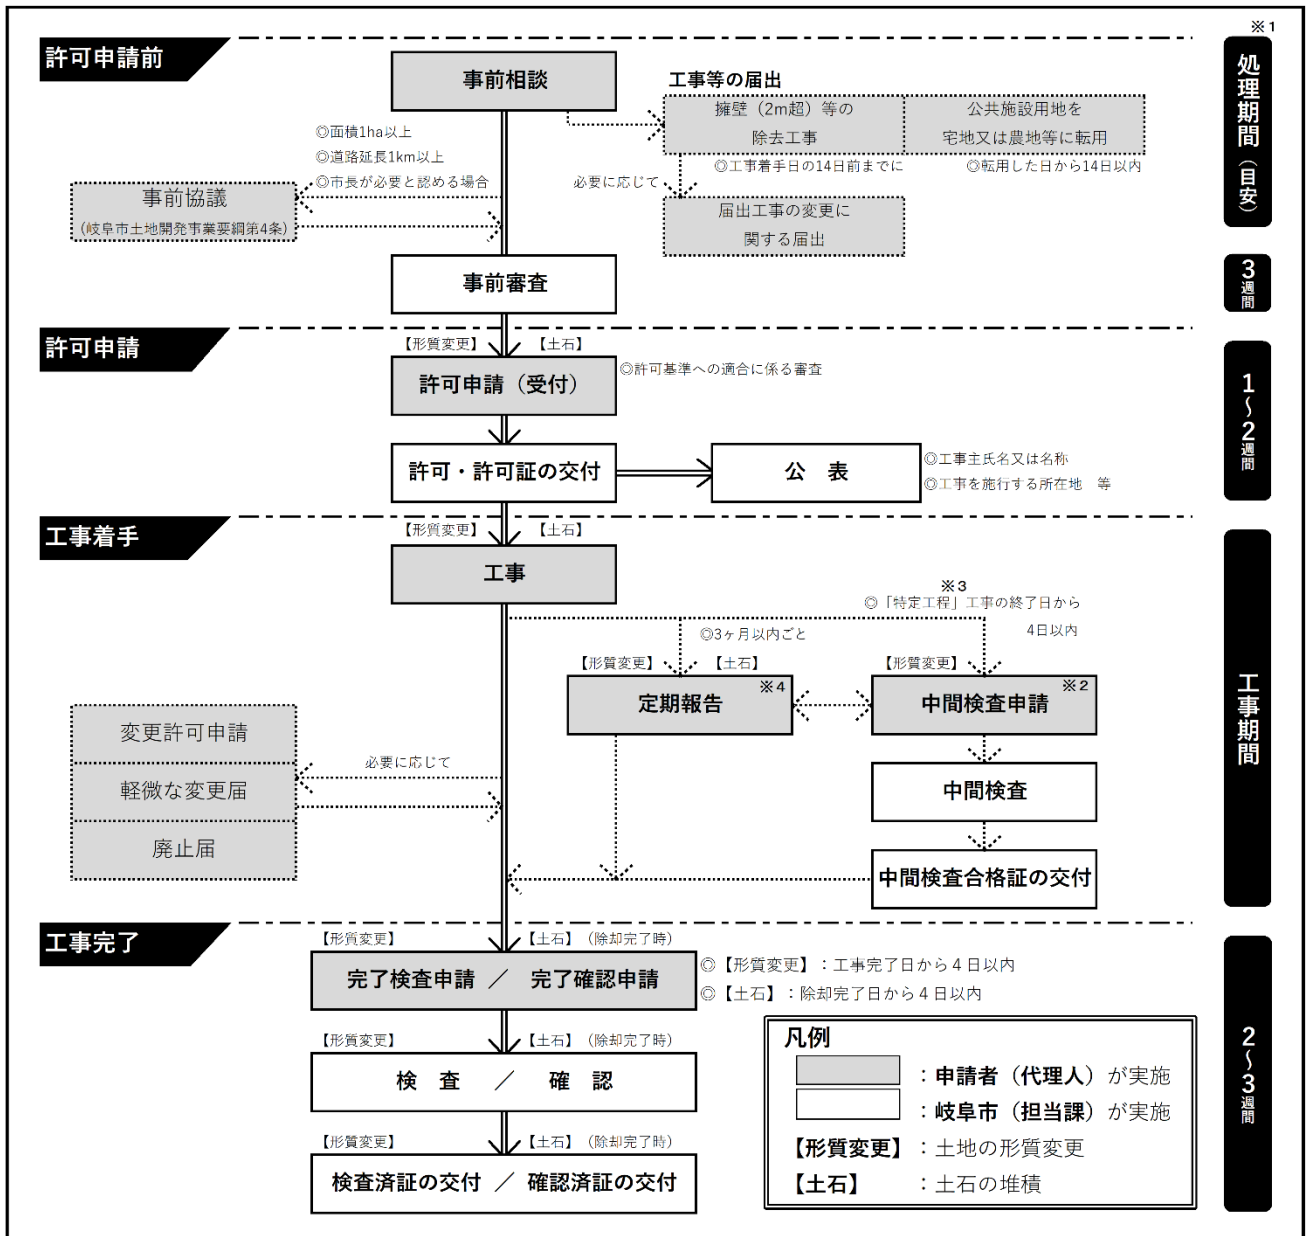 ※1
許可申請前
処理期間（目安）
事前相談
工事等の届出
擁壁（2m超）等の
除去工事
公共施設用地を
宅地又は農地等に転用
◎面積1ha以上
◎道路延長1km以上
◎市長が必要と認める場合
◎工事着手日の14日前までに
◎転用した日から14日以内
必要に応じて
事前協議
(岐阜市土地開発事業要綱第4条)
届出工事の変更に
関する届出
事前審査
3週間
許可申請
【形質変更】
【土石】
許可申請（受付）
◎許可基準への適合に係る審査
1～2週間
許可・許可証の交付
公　表
◎工事主氏名又は名称
◎工事を施行する所在地　等
工事着手
【形質変更】
【土石】
工事
※3
◎「特定工程」工事の終了日から
4日以内
◎3ヶ月以内ごと
【形質変更】
【土石】
【形質変更】
定期報告
※4
中間検査申請
※2
工事期間
変更許可申請
軽微な変更届
廃止届
必要に応じて
中間検査
中間検査合格証の交付
工事完了
【形質変更】
【土石】（除却完了時）
完了検査申請 ／ 完了確認申請
◎【形質変更】：工事完了日から４日以内
◎【土石】：除却完了日から４日以内
【形質変更】
【土石】（除却完了時）
検　査 ／ 確　認
2～3週間
【形質変更】
【土石】（除却完了時）
検査済証の交付 ／ 確認済証の交付
凡例
：申請者（代理人）が実施
：岐阜市（担当課）が実施
【形質変更】：土地の形質変更
【土石】：土石の堆積